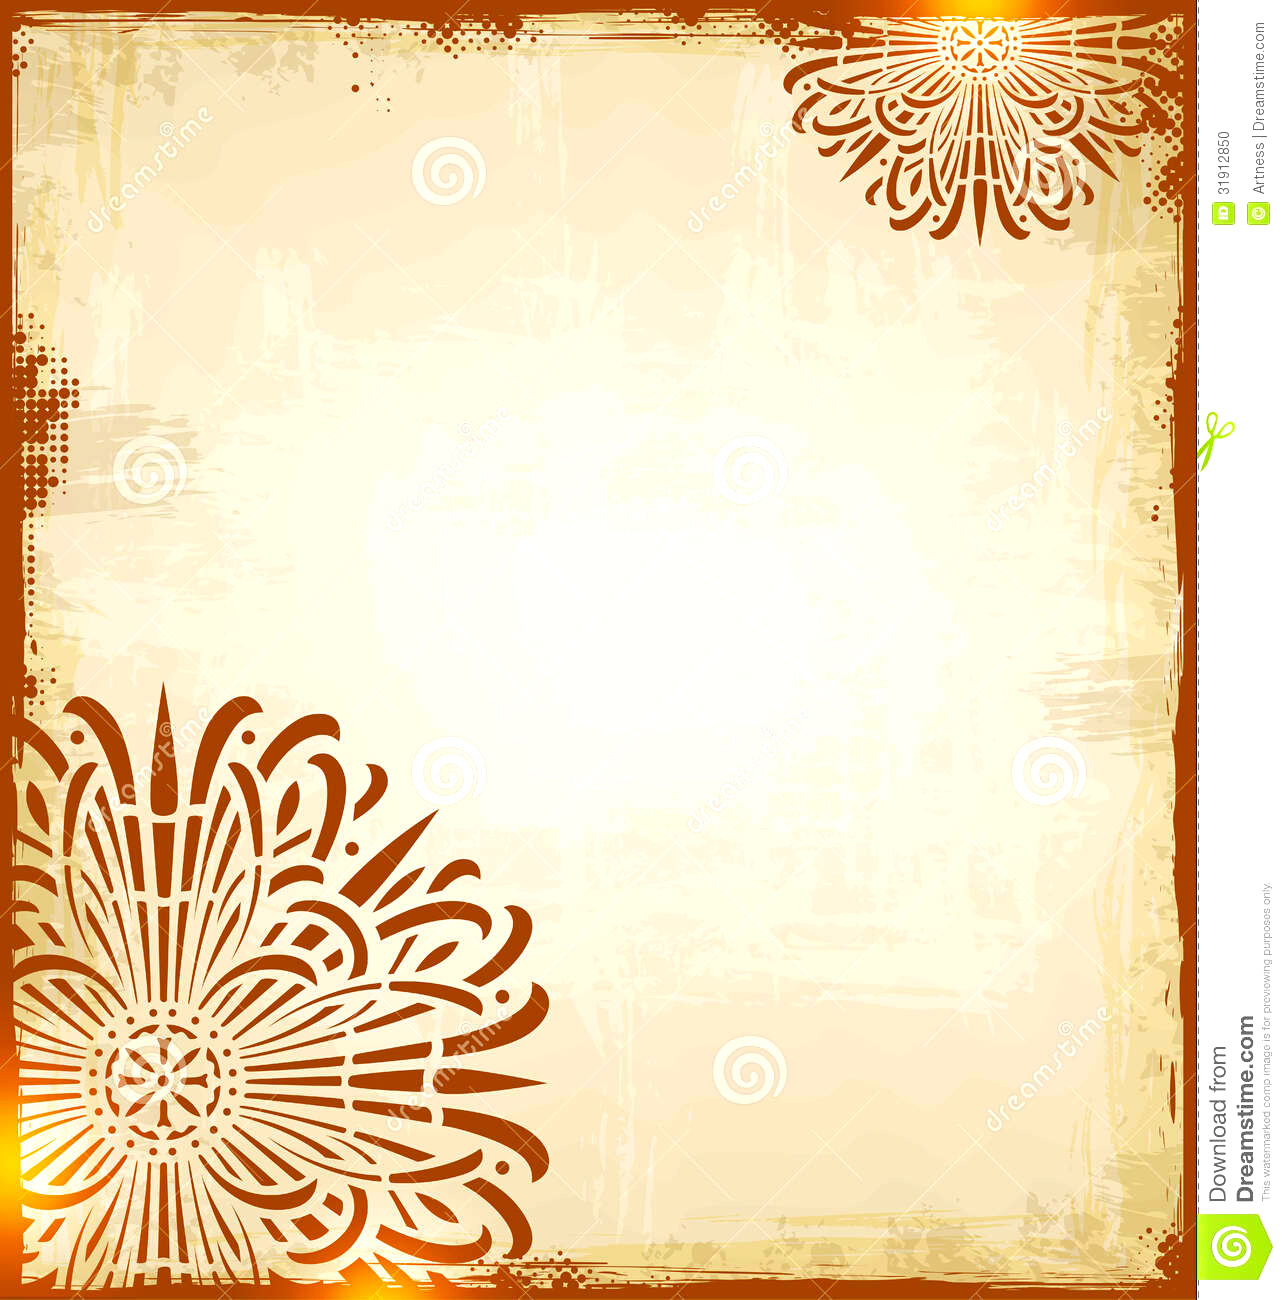 ID 31912850
© Artness | Dreamstime.com
Download from
Dreamstime.com
This watermarked comp image is for previewing purposes only.
dreamstime
dreamstime
dreamstime
dreamstime
dreamstime
dreamstime
dreamstime
dreamstime